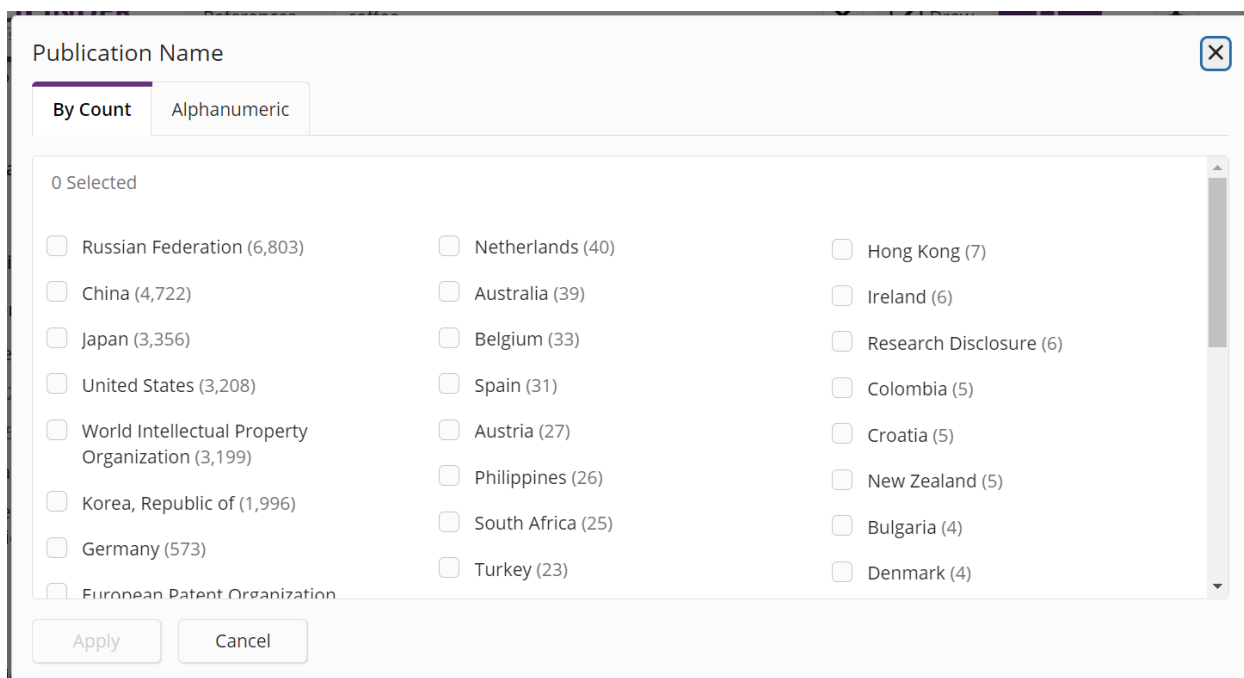 References
coffee
Draw
Publication Name
By Count
Alphanumeric
0 Selected
Russian Federation (6,803)
China (4,722)
Japan (3,356)
United States (3,208)
World Intellectual Property
Organization (3,199)
Korea, Republic of (1,996)
Germany (573)
European Patent Organization
Netherlands (40)
Australia (39)
Belgium (33)
Spain (31)
Austria (27)
Philippines (26)
South Africa (25)
Turkey (23)
Hong Kong (7)
Ireland (6)
Research Disclosure (6)
Colombia (5)
Croatia (5)
New Zealand (5)
Bulgaria (4)
Denmark (4)
Apply
Cancel